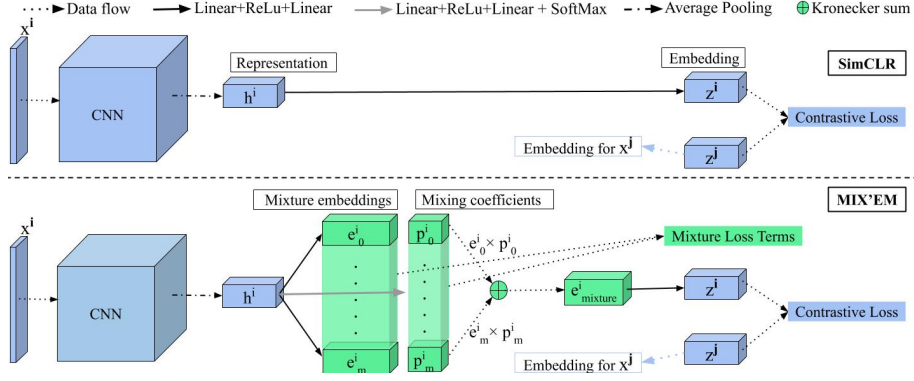 Data flow Linear+ReLu+Linear Linear+ReLu+Linear + SoftMax Average Pooling Kronecker sum
x^i
Representation Embedding SimCLR
CNN h^i z^i
Contrastive Loss
Embedding for x^j z^j
Mixture embeddings Mixing coefficients MIX'EM
x^i
e^i_0 p^i_0 e^i_0 × p^i_0 Mixture Loss Terms
CNN h^i e^i_mixture z^i
Contrastive Loss
e^i_m × p^i_m
e^i_m p^i_m Embedding for x^j z^j